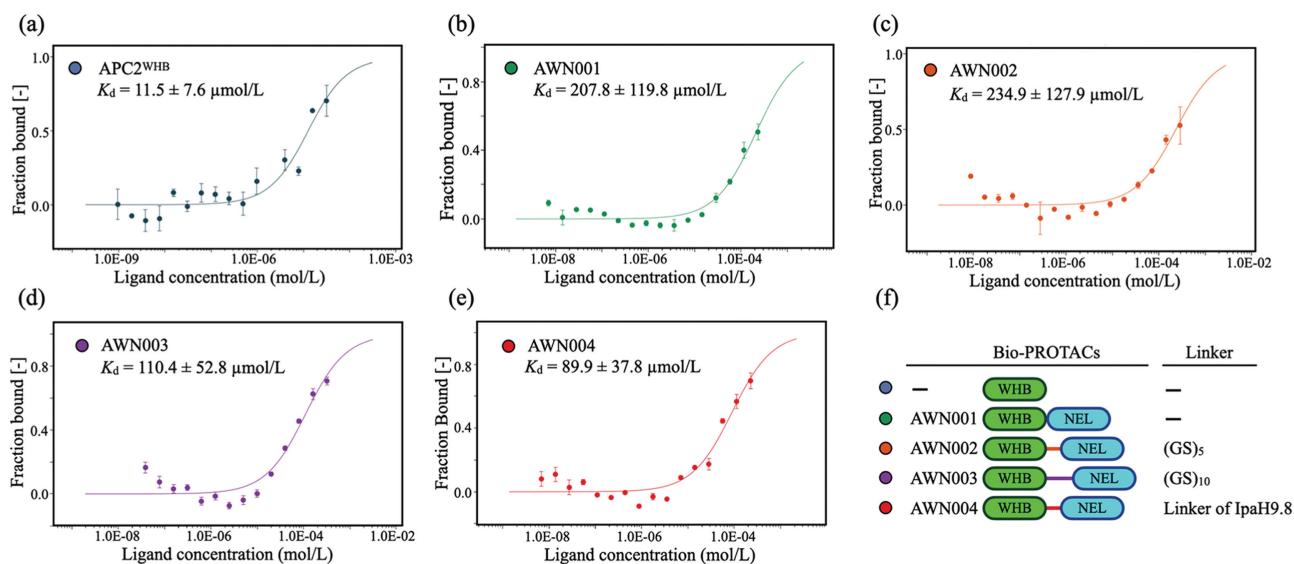 (a)
APC2ᵂᴴᴮ
Kd = 11.5 ± 7.6 μmol/L
Fraction bound [-]
1.0
0.5
0.0
1.0E-09
1.0E-06
1.0E-03
Ligand concentration (mol/L)
(b)
AWN001
Kd = 207.8 ± 119.8 μmol/L
Fraction bound [-]
0.8
0.4
0.0
1.0E-08
1.0E-06
1.0E-04
Ligand concentration (mol/L)
(c)
AWN002
Kd = 234.9 ± 127.9 μmol/L
Fraction bound [-]
1.0
0.5
0.0
1.0E-08
1.0E-06
1.0E-04
1.0E-02
Ligand concentration (mol/L)
(d)
AWN003
Kd = 110.4 ± 52.8 μmol/L
Fraction bound [-]
0.8
0.4
0.0
1.0E-08
1.0E-06
1.0E-04
1.0E-02
Ligand concentration (mol/L)
(e)
AWN004
Kd = 89.9 ± 37.8 μmol/L
Fraction Bound [-]
0.8
0.4
0.0
1.0E-08
1.0E-06
1.0E-04
Ligand concentration (mol/L)
(f)
Bio-PROTACs Linker
– WHB –
AWN001 WHB NEL –
AWN002 WHB NEL (GS)₅
AWN003 WHB NEL (GS)₁₀
AWN004 WHB NEL Linker of IpaH9.8